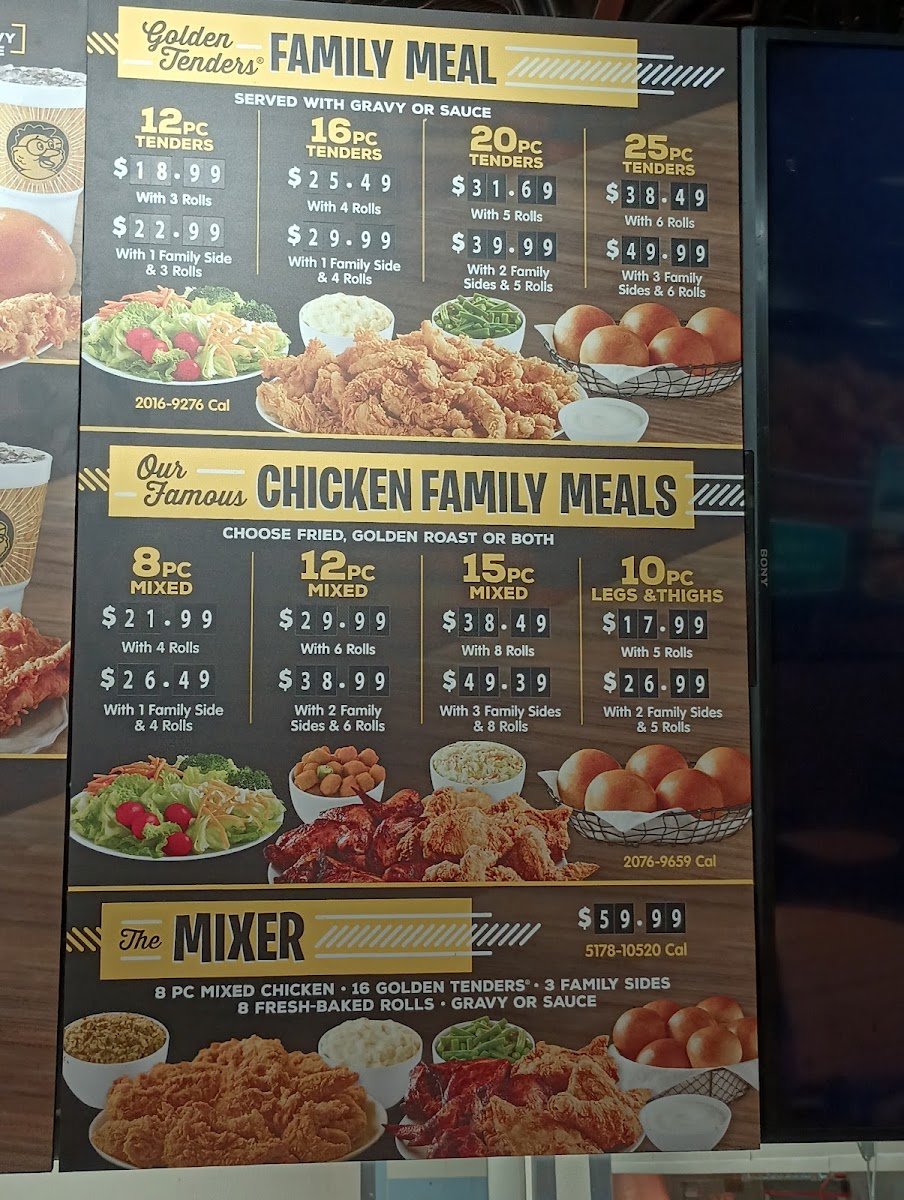 Golden
Tenders® FAMILY MEAL
SERVED WITH GRAVY OR SAUCE
12PC
TENDERS
$18.99
With 3 Rolls
$22.99
With 1 Family Side
& 3 Rolls
16PC
TENDERS
$25.49
With 4 Rolls
$29.99
With 1 Family Side
& 4 Rolls
20PC
TENDERS
$31.69
With 5 Rolls
$39.99
With 2 Family
Sides & 5 Rolls
25PC
TENDERS
$38.49
With 6 Rolls
$49.99
With 3 Family
Sides & 6 Rolls
2016-9276 Cal
Our
Famous CHICKEN FAMILY MEALS
CHOOSE FRIED, GOLDEN ROAST OR BOTH
8PC
MIXED
$21.99
With 4 Rolls
$26.49
With 1 Family Side
& 4 Rolls
12PC
MIXED
$29.99
With 6 Rolls
$38.99
With 2 Family
Sides & 6 Rolls
15PC
MIXED
$38.49
With 8 Rolls
$49.39
With 3 Family Sides
& 8 Rolls
10PC
LEGS &THIGHS
$17.99
With 5 Rolls
$26.99
With 2 Family Sides
& 5 Rolls
2076-9659 Cal
The MIXER
$59.99
5178-10520 Cal
8 PC MIXED CHICKEN • 16 GOLDEN TENDERS® • 3 FAMILY SIDES
8 FRESH-BAKED ROLLS • GRAVY OR SAUCE
SONY